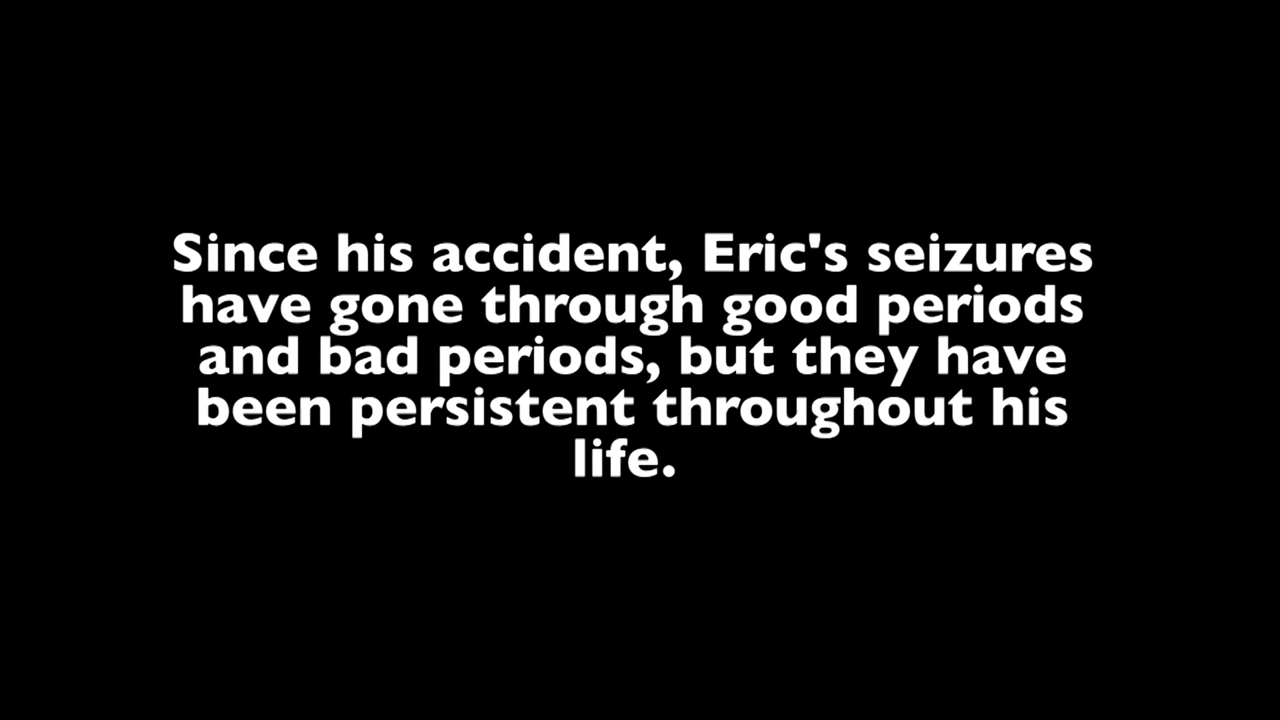 Since his accident, Eric's seizures
have gone through good periods
and bad periods, but they have
been persistent throughout his
life.